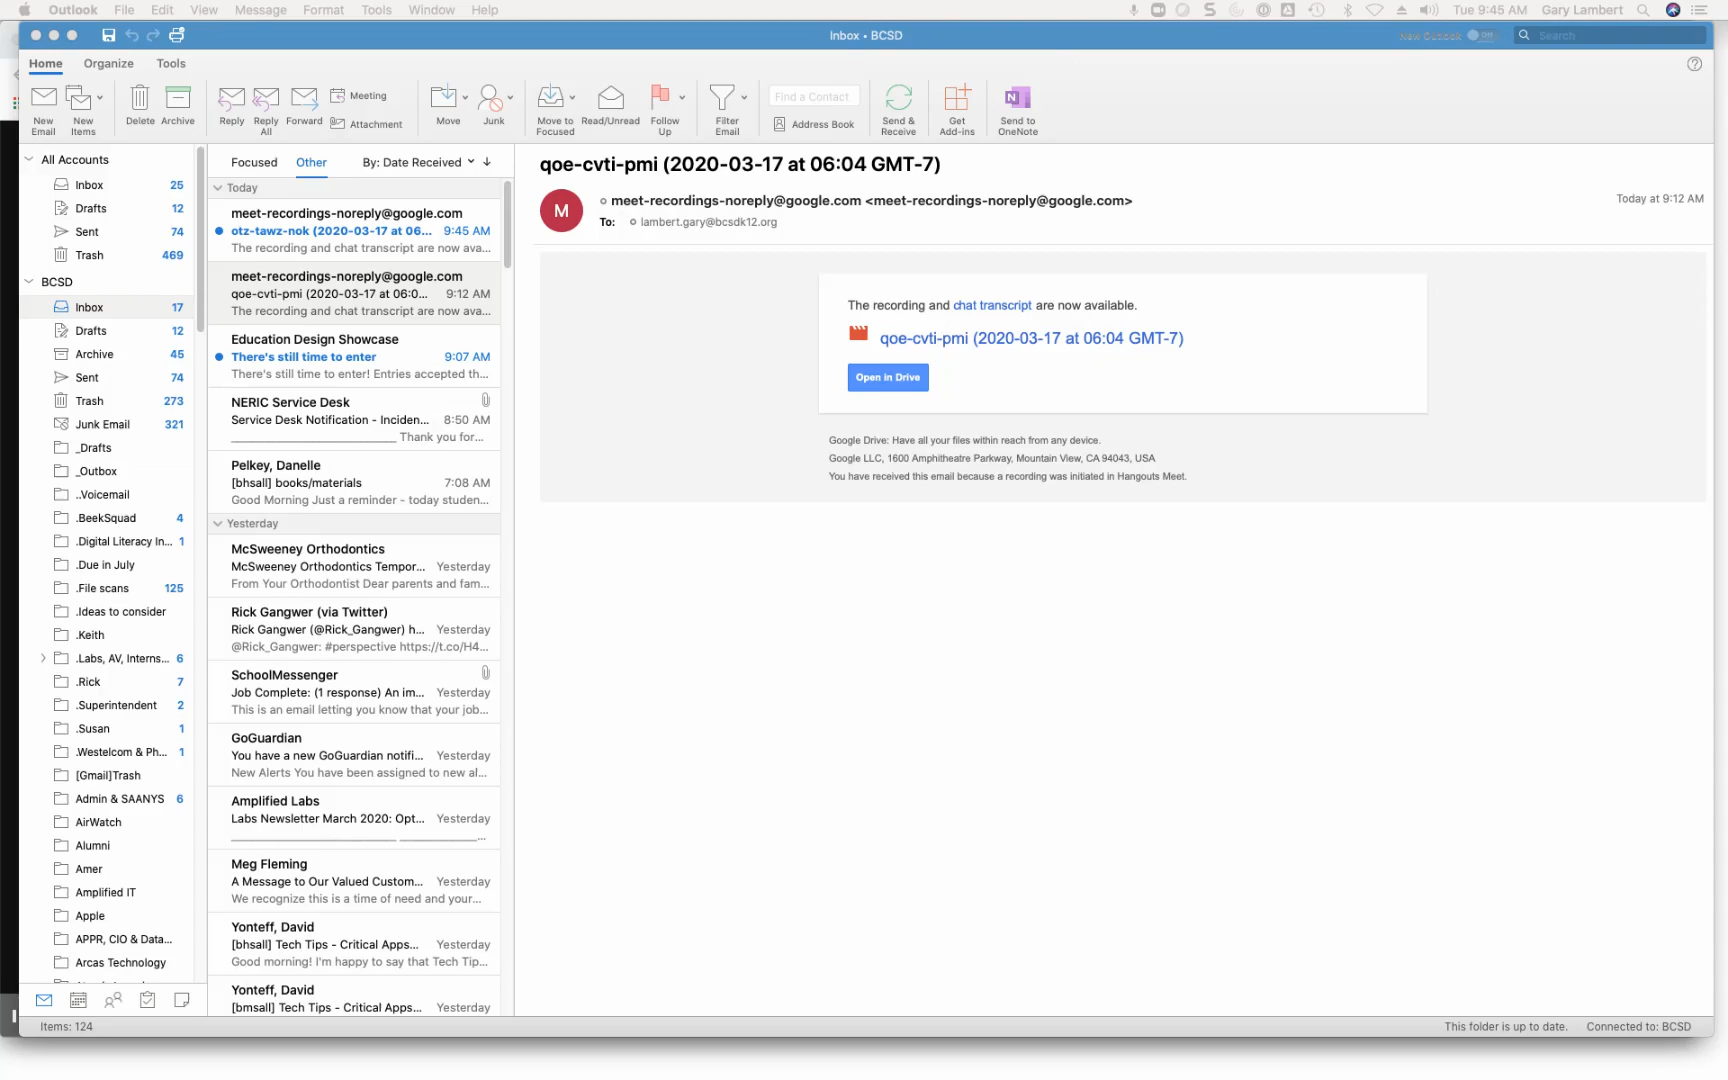 Outlook File Edit View Message Format Tools Window Help Tue 9:45 AM Gary Lambert
Inbox • BCSD
New Outlook Off Search
Home Organize Tools
New Email
New Items
Delete
Archive
Reply
Reply All
Forward
Meeting
Attachment
Move
Junk
Move to Focused
Read/Unread
Follow Up
Filter Email
Find a Contact
Address Book
Send & Receive
Get Add-ins
Send to OneNote
All Accounts
Inbox 25
Drafts 12
Sent 74
Trash 469
BCSD
Inbox 17
Drafts 12
Archive 45
Sent 74
Trash 273
Junk Email 321
_Drafts
_Outbox
..Voicemail
.BeekSquad 4
.Digital Literacy In... 1
.Due in July
.File scans 125
.Ideas to consider
.Keith
.Labs, AV, Interns... 6
.Rick 7
.Superintendent 2
.Susan 1
.Westelcom & Ph... 1
[Gmail]Trash
Admin & SAANYS 6
AirWatch
Alumni
Amer
Amplified IT
Apple
APPR, CIO & Data...
Arcas Technology
Items: 124
Focused Other By: Date Received
Today
meet-recordings-noreply@google.com
otz-tawz-nok (2020-03-17 at 06... 9:45 AM
The recording and chat transcript are now ava...
meet-recordings-noreply@google.com
qoe-cvti-pmi (2020-03-17 at 06:0... 9:12 AM
The recording and chat transcript are now ava...
Education Design Showcase
There's still time to enter 9:07 AM
There's still time to enter! Entries accepted th...
NERIC Service Desk
Service Desk Notification - Inciden... 8:50 AM
Thank you for...
Pelkey, Danelle
[bhsall] books/materials 7:08 AM
Good Morning Just a reminder - today studen...
Yesterday
McSweeney Orthodontics
McSweeney Orthodontics Tempor... Yesterday
From Your Orthodontist Dear parents and fam...
Rick Gangwer (via Twitter)
Rick Gangwer (@Rick_Gangwer) h... Yesterday
@Rick_Gangwer: #perspective https://t.co/H4...
SchoolMessenger
Job Complete: (1 response) An im... Yesterday
This is an email letting you know that your job...
GoGuardian
You have a new GoGuardian notifi... Yesterday
New Alerts You have been assigned to new al...
Amplified Labs
Labs Newsletter March 2020: Opt... Yesterday
Meg Fleming
A Message to Our Valued Custom... Yesterday
We recognize this is a time of need and your...
Yonteff, David
[bhsall] Tech Tips - Critical Apps... Yesterday
Good morning! I'm happy to say that Tech Tip...
Yonteff, David
[bmsall] Tech Tips - Critical Apps... Yesterday
qoe-cvti-pmi (2020-03-17 at 06:04 GMT-7)
M
meet-recordings-noreply@google.com <meet-recordings-noreply@google.com>
Today at 9:12 AM
To: lambert.gary@bcsdk12.org
The recording and chat transcript are now available.
qoe-cvti-pmi (2020-03-17 at 06:04 GMT-7)
Open in Drive
Google Drive: Have all your files within reach from any device.
Google LLC, 1600 Amphitheatre Parkway, Mountain View, CA 94043, USA
You have received this email because a recording was initiated in Hangouts Meet.
This folder is up to date. Connected to: BCSD